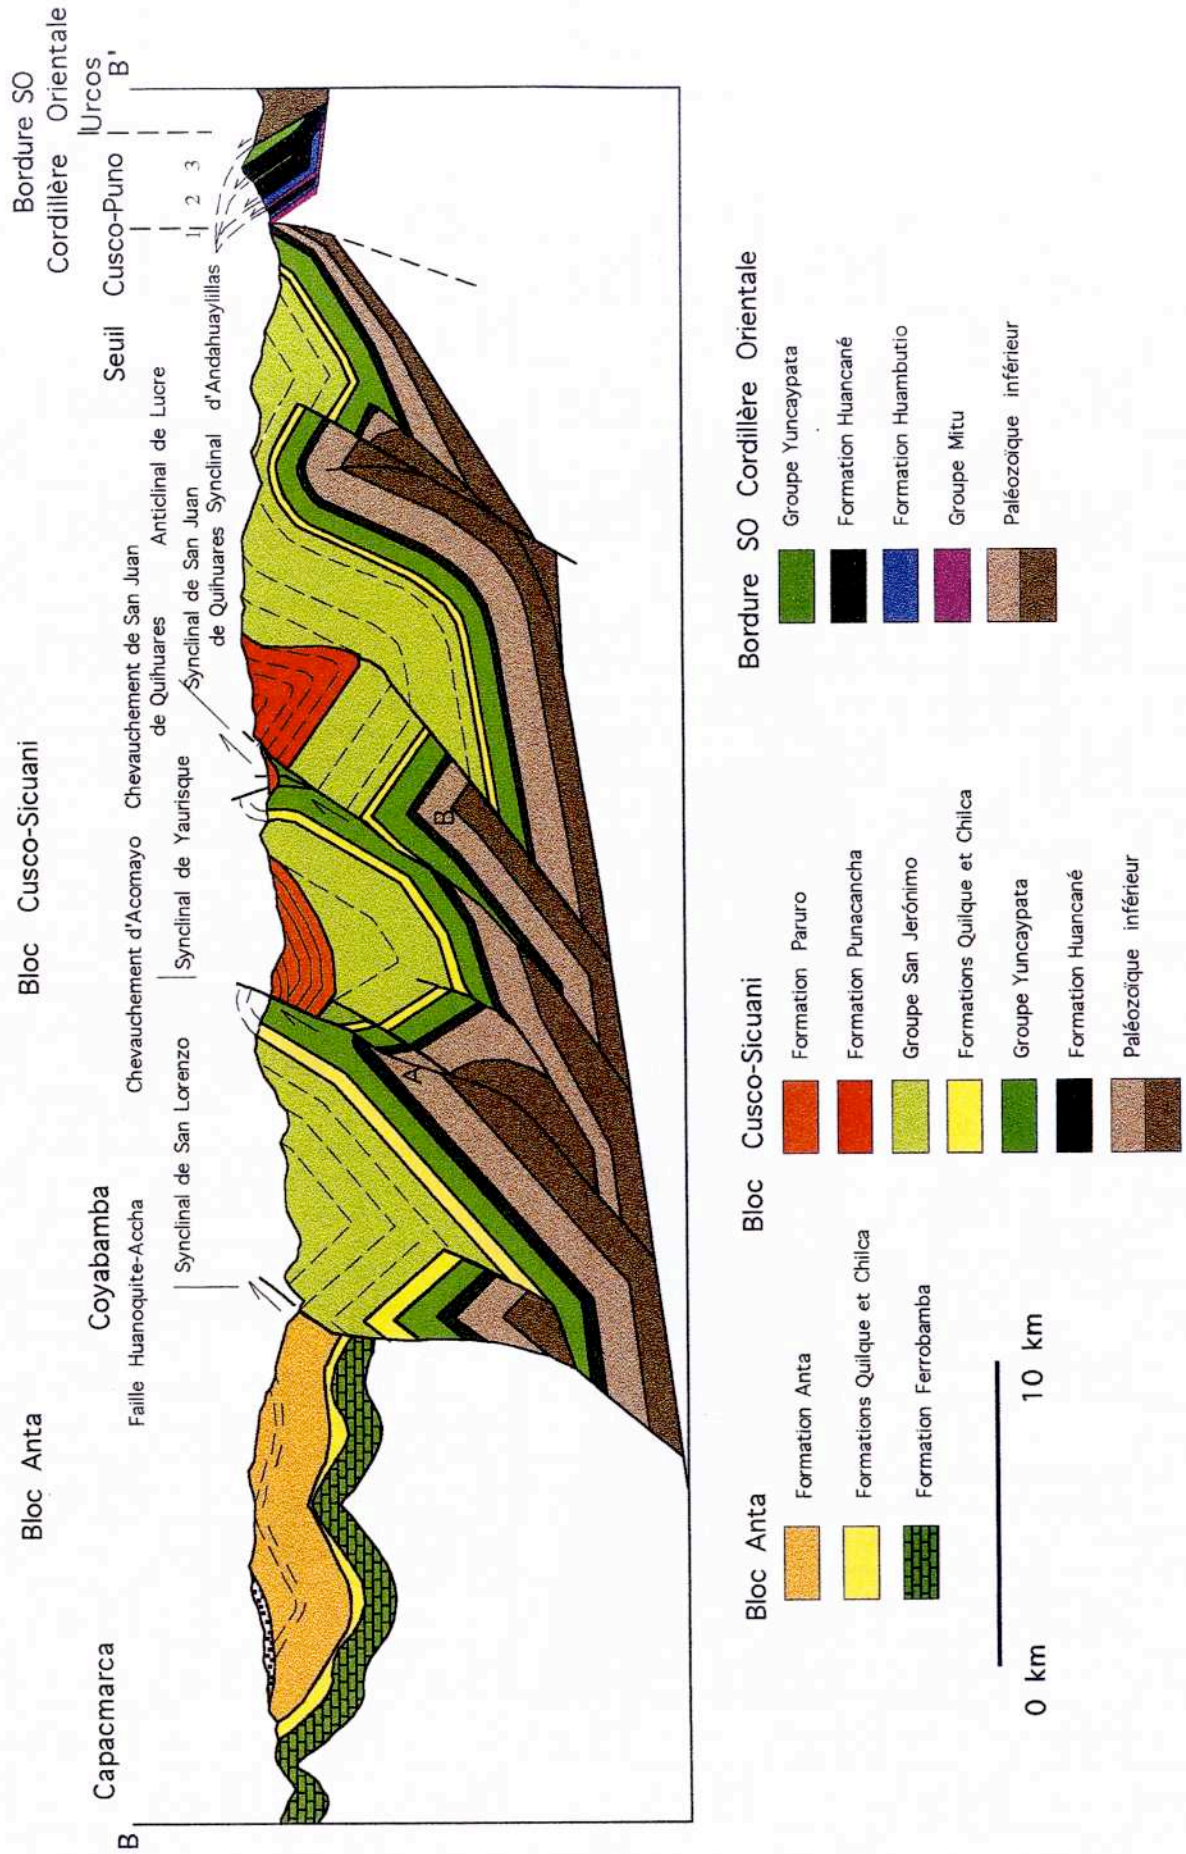 Bloc Anta
Bloc Cusco-Sicuani
Bordure SO
Cordillère Orientale
Capacmarca
Coyabamba
Seuil Cusco-Puno
Urcos
B
B'
Faille Huanoquite-Accha
Chevauchement d'Acomayo
Chevauchement de San Juan
de Quihuares
Anticlinal de Lucre
Synclinal de San Lorenzo
Synclinal de Yaurisque
Synclinal de San Juan
de Quihuares
Synclinal d'Andahuaylillas
1
2
3
A
B
Bloc Anta
Formation Anta
Formations Quilque et Chilca
Formation Ferrobamba
Bloc Cusco-Sicuani
Formation Paruro
Formation Punacancha
Groupe San Jerónimo
Formations Quilque et Chilca
Groupe Yuncaypata
Formation Huancané
Paléozoïque inférieur
Bordure SO Cordillère Orientale
Groupe Yuncaypata
Formation Huancané
Formation Huambutio
Groupe Mitu
Paléozoïque inférieur
0 km
10 km